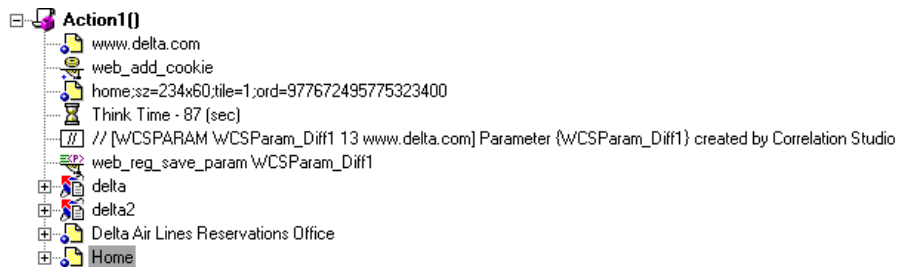 Action1()
www.delta.com
web_add_cookie
home;sz=234x60;tile=1;ord=977672495775323400
Think Time - 87 (sec)
// // [WCSPARAM WCSParam_Diff1 13 www.delta.com] Parameter {WCSParam_Diff1} created by Correlation Studio
web_reg_save_param WCSParam_Diff1
delta
delta2
Delta Air Lines Reservations Office
Home